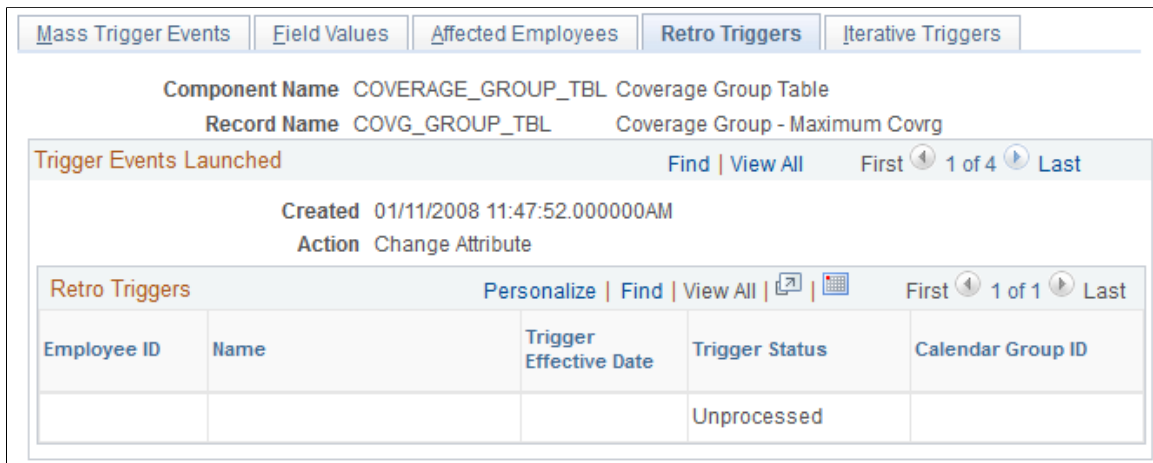 Mass Trigger Events Field Values Affected Employees Retro Triggers Iterative Triggers
Component Name COVERAGE_GROUP_TBL Coverage Group Table
Record Name COVG_GROUP_TBL Coverage Group - Maximum Covrg
Trigger Events Launched Find | View All First 1 of 4 Last
Created 01/11/2008 11:47:52.000000AM
Action Change Attribute
Retro Triggers Personalize | Find | View All | | First 1 of 1 Last
Employee ID Name Trigger Effective Date Trigger Status Calendar Group ID
Unprocessed